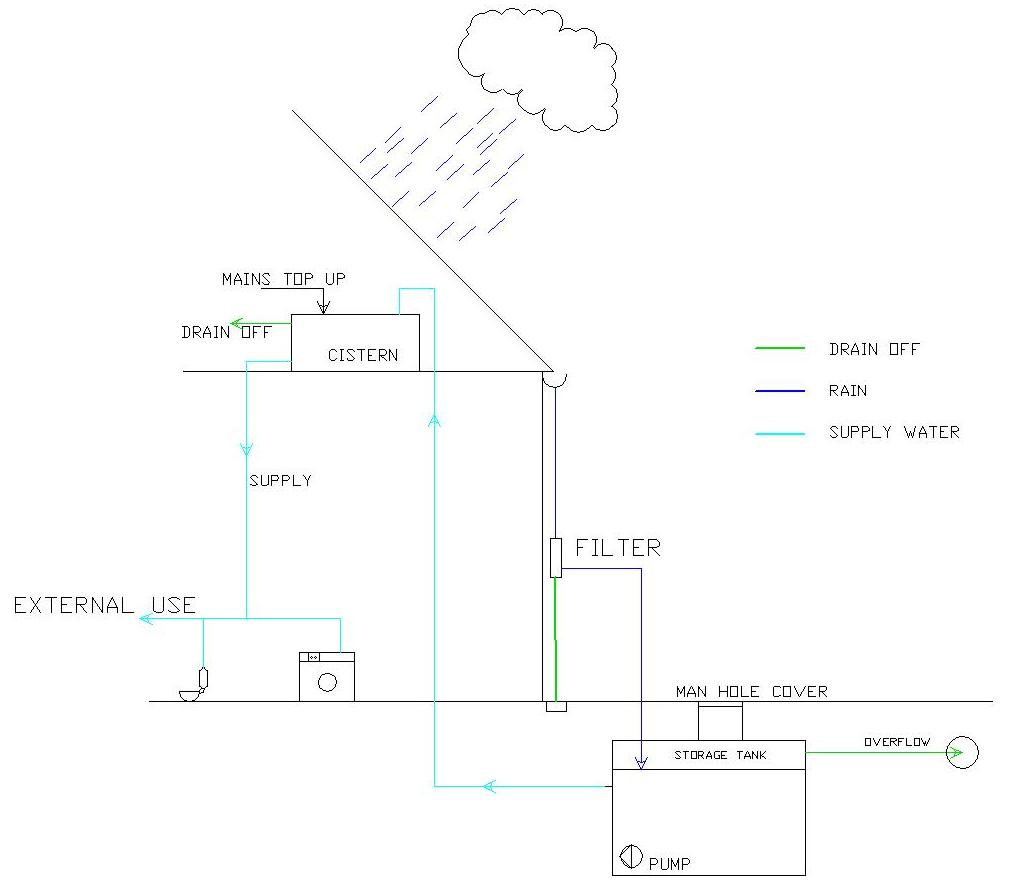 MAINS TOP UP
DRAIN OFF
CISTERN
DRAIN OFF
RAIN
SUPPLY WATER
SUPPLY
FILTER
EXTERNAL USE
MAN HOLE COVER
OVERFLOW
STORAGE TANK
PUMP